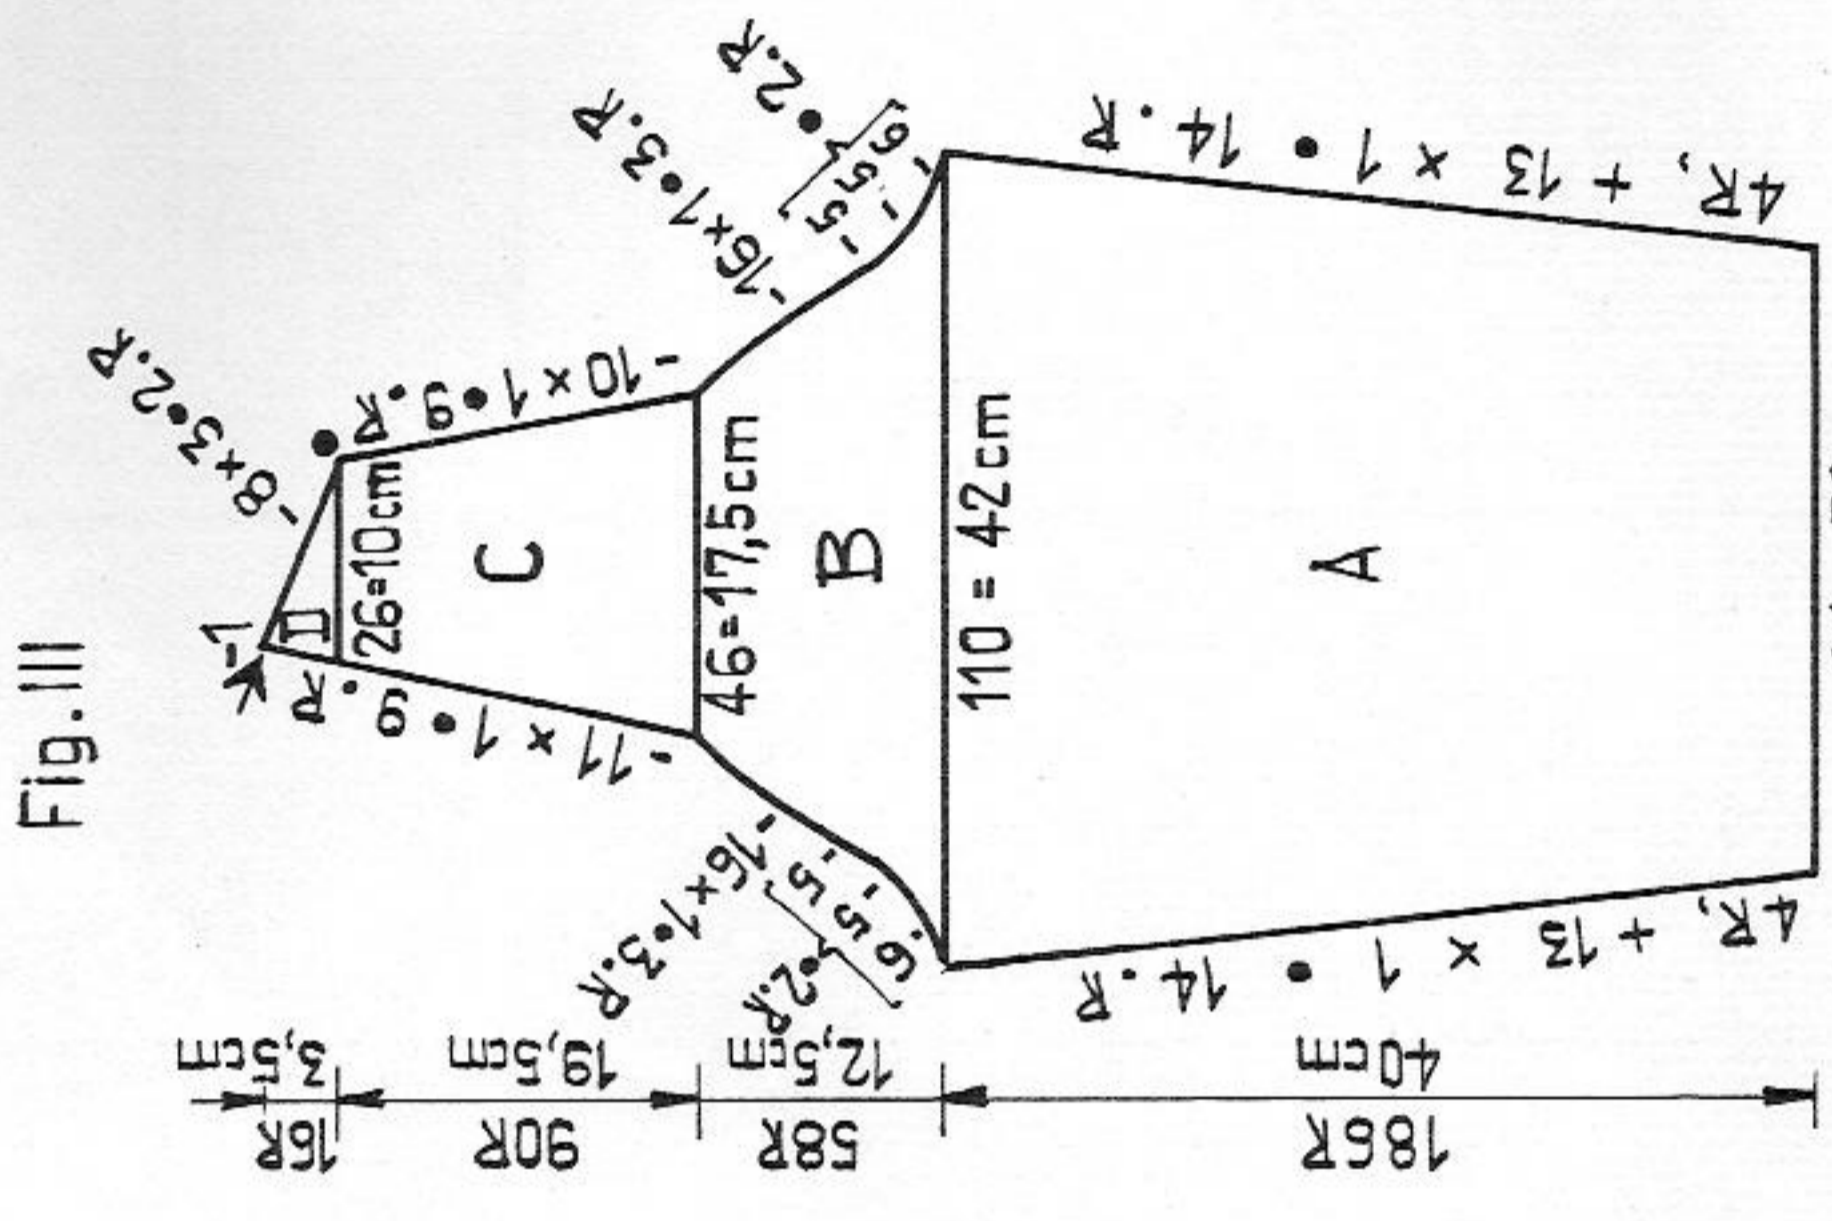 Fig. III
-1
-8×3•2.R
D
26=10cm
-11 × 1 • 9.R
-10×1•9.R
C
46=17,5cm
-16×1•3.R
-5
-5
-6
•2.R
-16×1•3.R
-5
-5
-6
•2.R
B
110 = 42cm
A
4R, + 13 × 1 • 14.R
4R, + 13 × 1 • 14.R
16R
3,5cm
90R
19,5cm
58R
12,5cm
186R
40cm